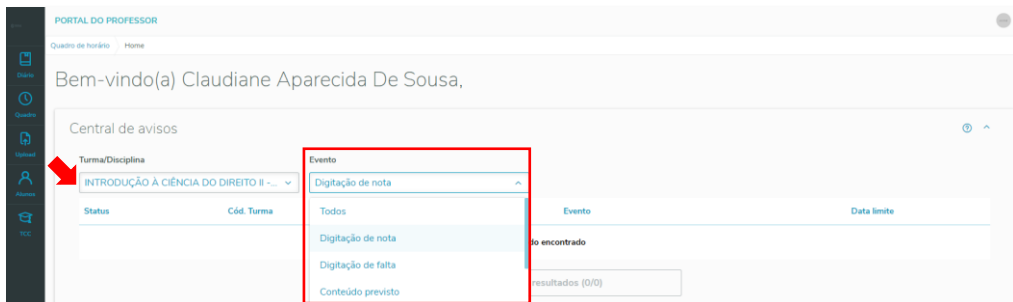 PORTAL DO PROFESSOR
Quadro de horário Home
Diário
Bem-vindo(a) Claudiane Aparecida De Sousa,
Quadro
Central de avisos
Upload
Turma/Disciplina Evento
INTRODUÇÃO À CIÊNCIA DO DIREITO II -... Digitação de nota
Alunos
Status Cód. Turma Todos Evento Data limite
TCC
Digitação de nota do encontrado
Digitação de falta
resultados (0/0)
Conteúdo previsto